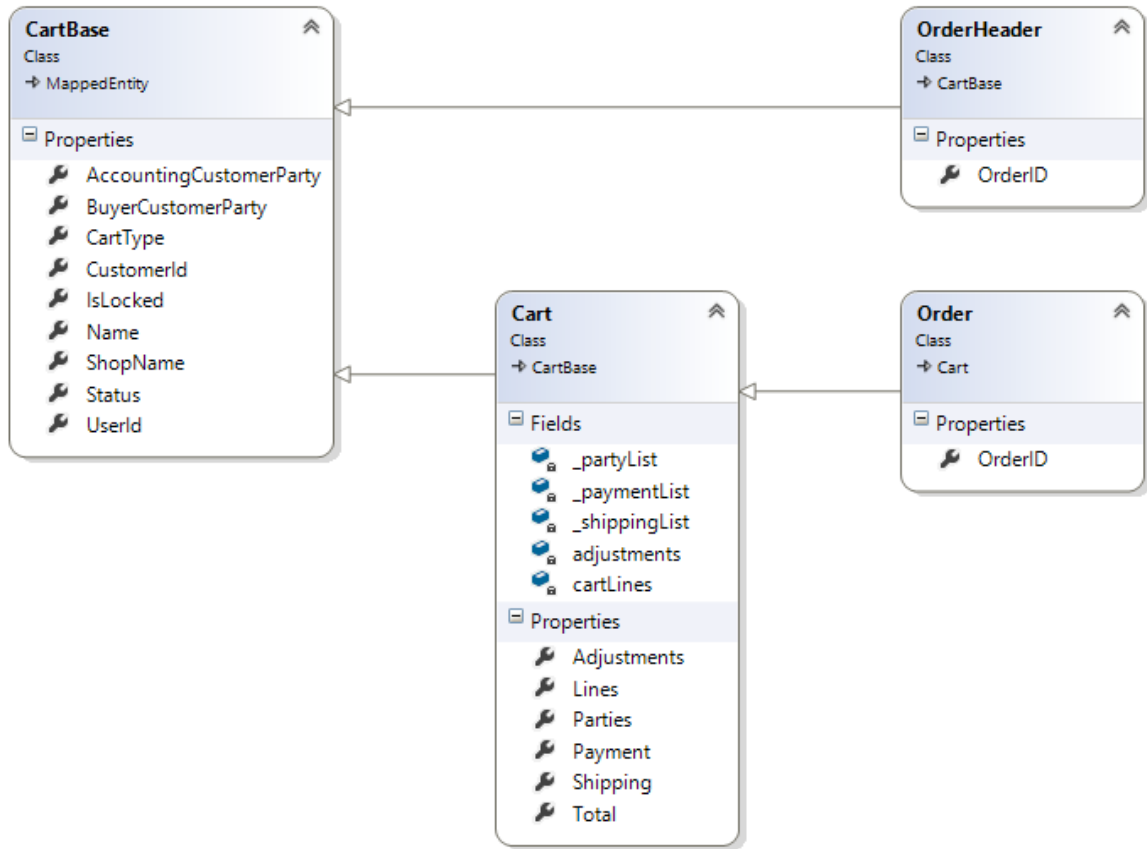 CartBase
Class
MappedEntity
Properties
AccountingCustomerParty
BuyerCustomerParty
CartType
CustomerId
IsLocked
Name
ShopName
Status
UserId
OrderHeader
Class
CartBase
Properties
OrderID
Cart
Class
CartBase
Fields
_partyList
_paymentList
_shippingList
adjustments
cartLines
Properties
Adjustments
Lines
Parties
Payment
Shipping
Total
Order
Class
Cart
Properties
OrderID